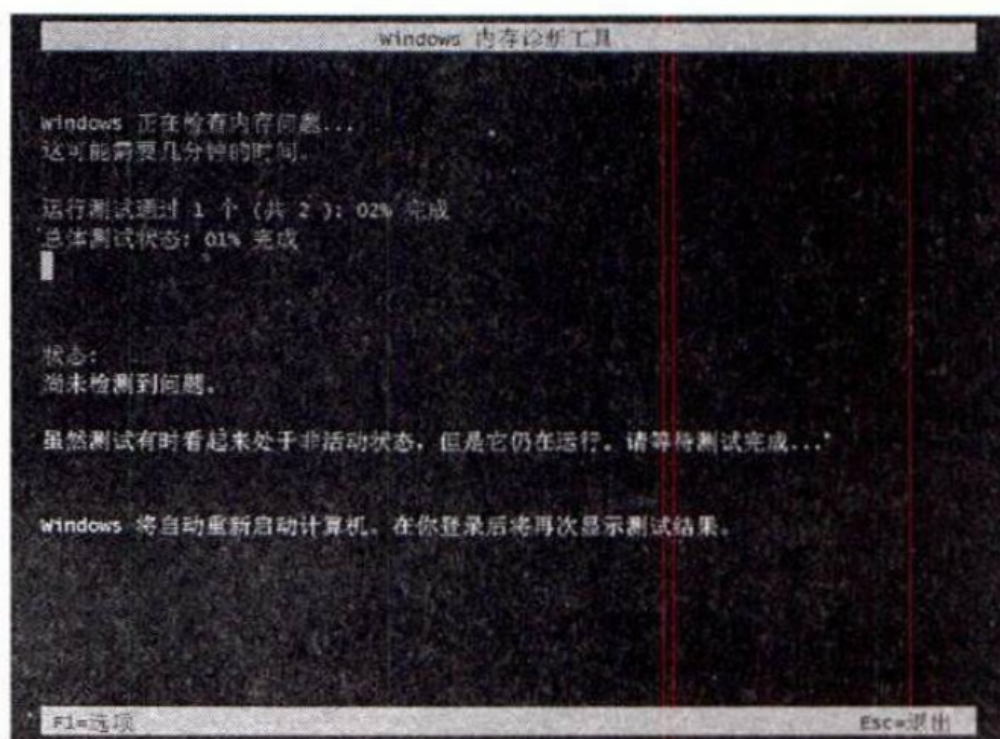 Windows 内存诊断工具
Windows 正在检查内存问题...
这可能需要几分钟的时间。
运行测试通过 1 个 (共 2 ): 02% 完成
总体测试状态: 01% 完成
状态:
尚未检测到问题。
虽然测试有时看起来处于非活动状态，但是它仍在运行。请等待测试完成...
Windows 将自动重新启动计算机。在你登录后将再次显示测试结果。
F1=选项
Esc=退出